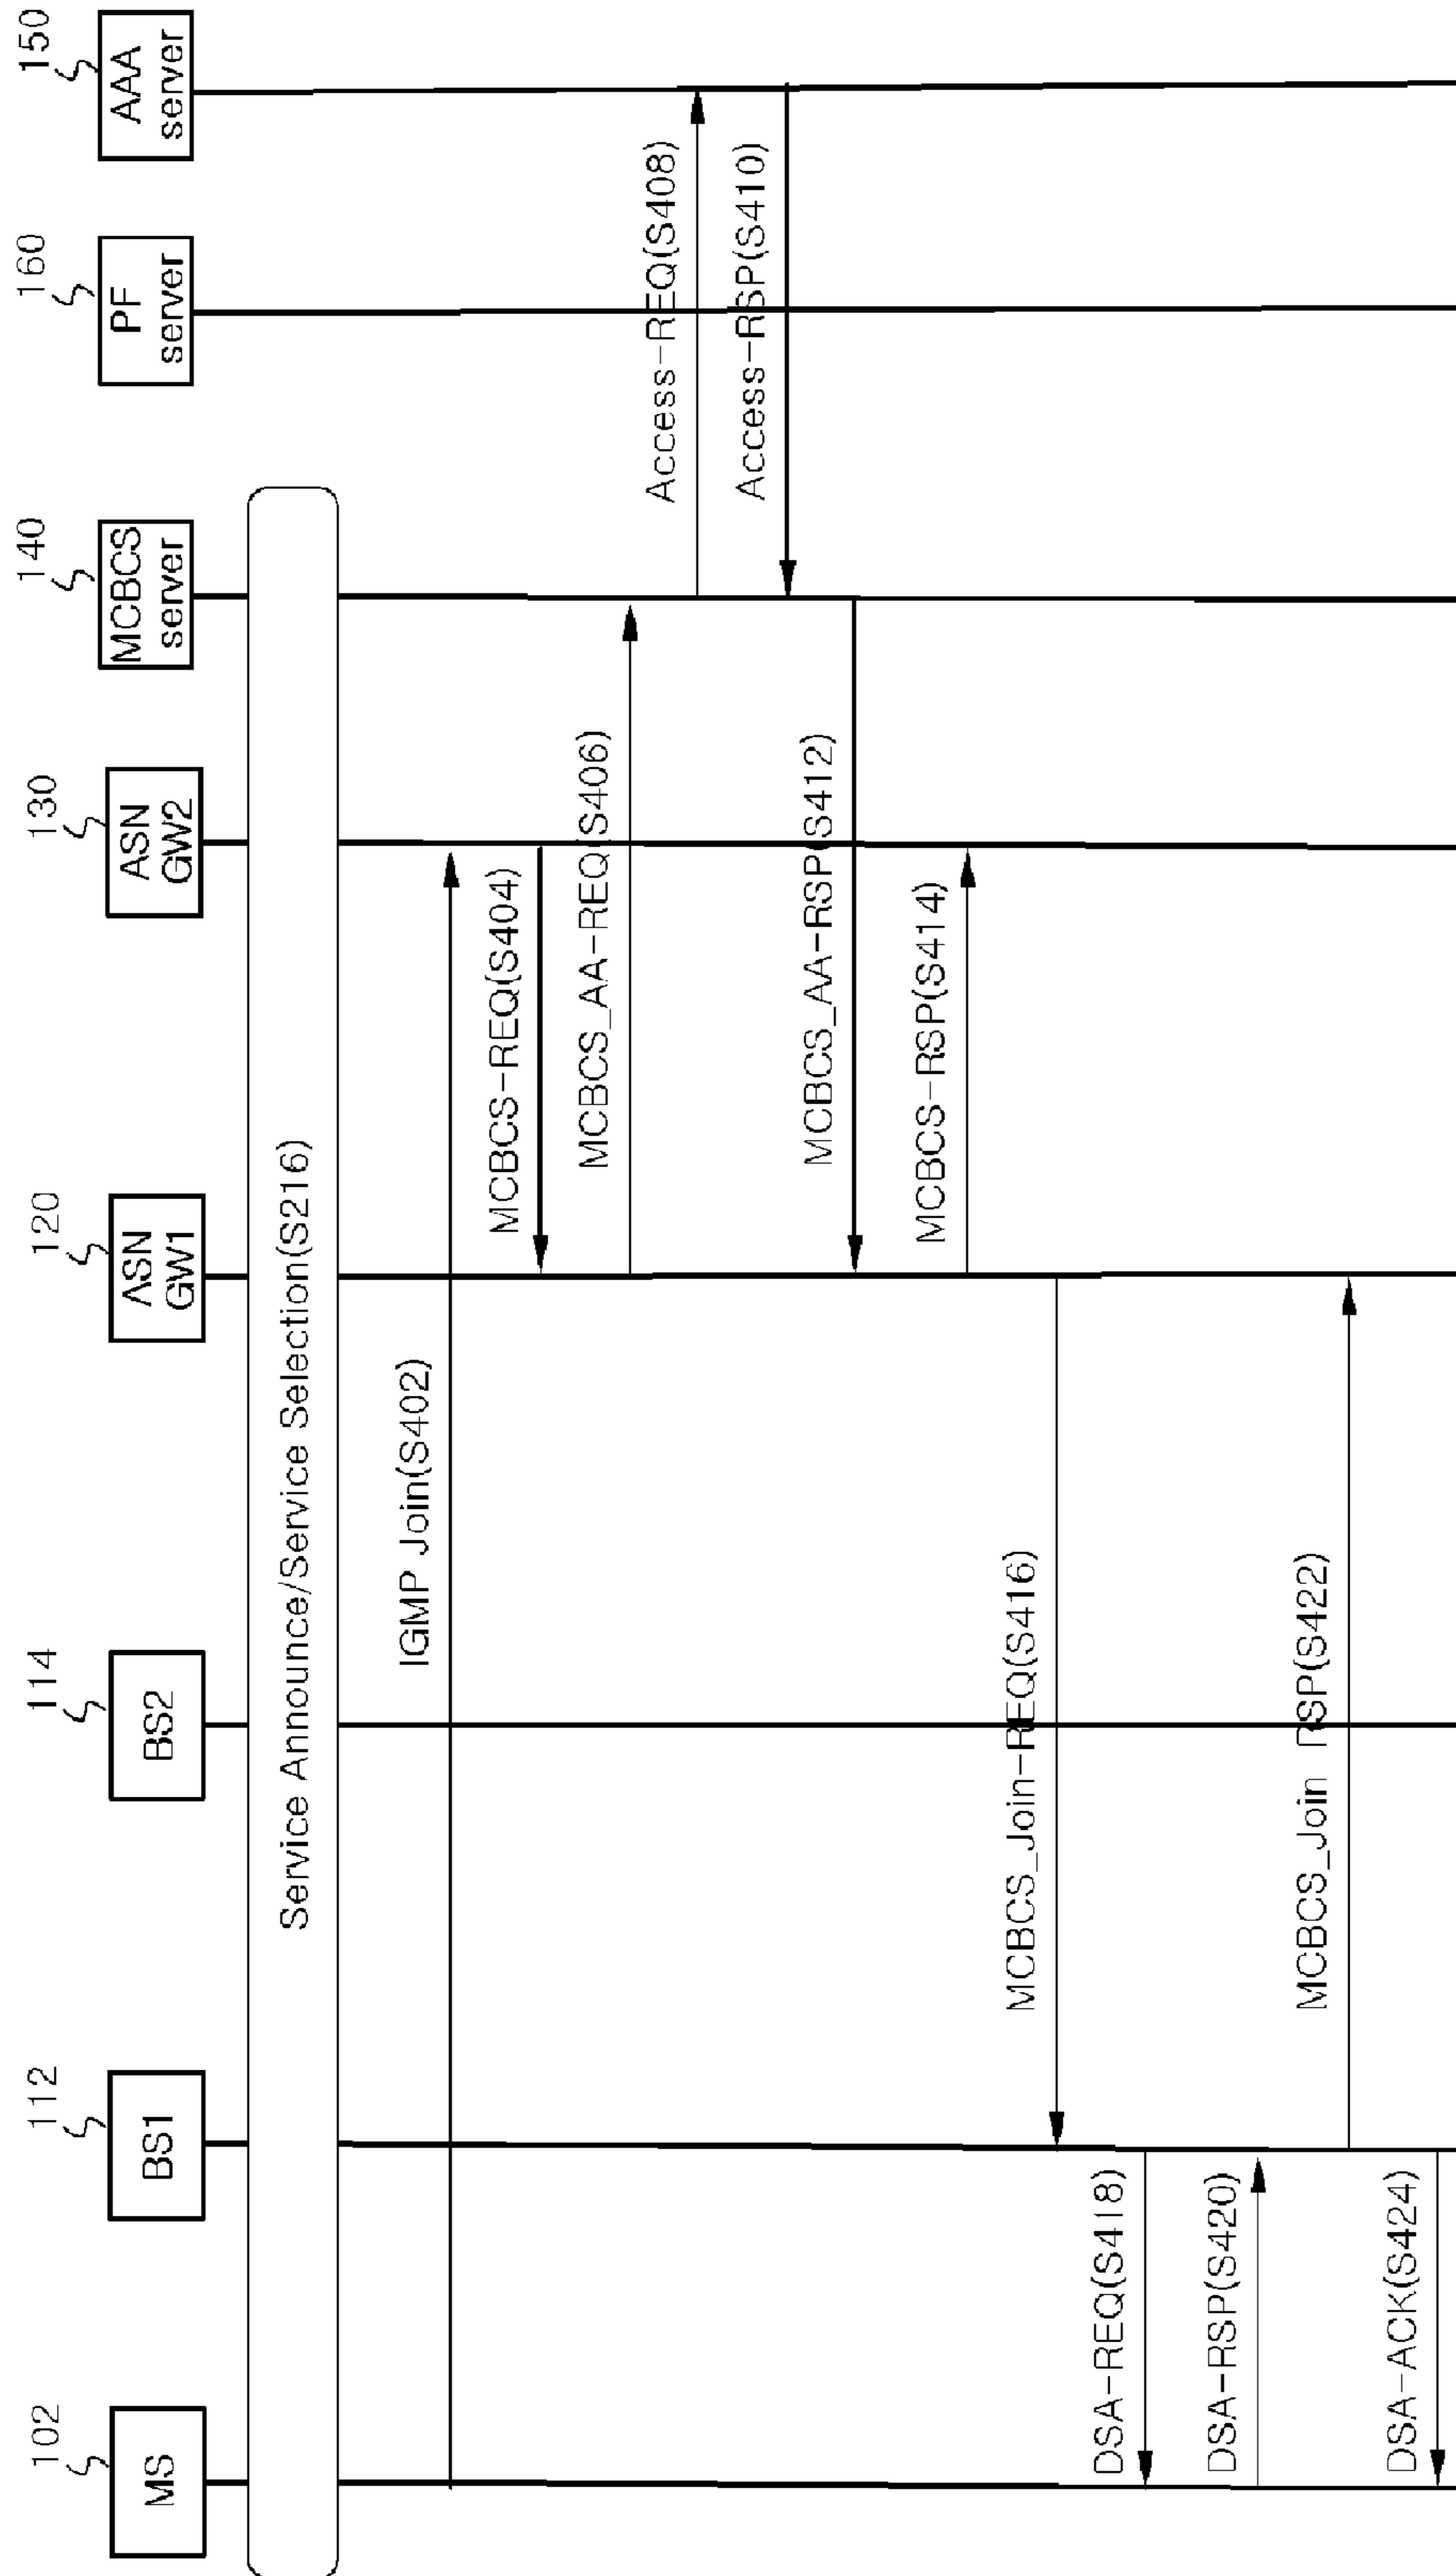 102
112
114
120
130
140
160
150
MS
BS1
BS2
ASN
GW1
ASN
GW2
MCBCS
server
PF
server
AAA
server
Service Announce/Service Selection(S216)
IGMP Join(S402)
MCBCS-REQ(S404)
MCBCS_AA-REQ(S406)
Access-REQ(S408)
Access-RSP(S410)
MCBCS_AA-RSP(S412)
MCBCS-RSP(S414)
MCBCS_Join-REQ(S416)
DSA-REQ(S418)
DSA-RSP(S420)
MCBCS_Join RSP(S422)
DSA-ACK(S424)